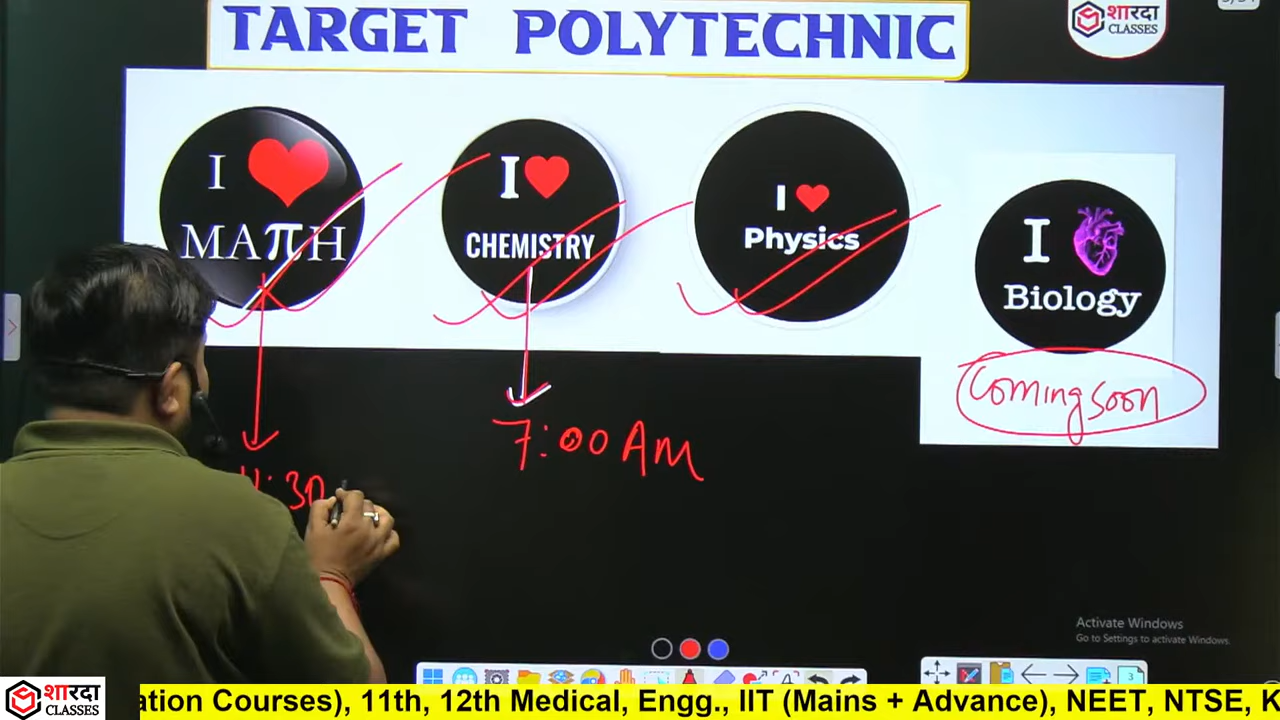 TARGET POLYTECHNIC
शारदा
CLASSES
I
MAπH
I
CHEMISTRY
I
Physics
I
Biology
Coming soon
7:00 AM
:30
Activate Windows
Go to Settings to activate Windows.
3
शारदा
CLASSES
ation Courses), 11th, 12th Medical, Engg., IIT (Mains + Advance), NEET, NTSE, K